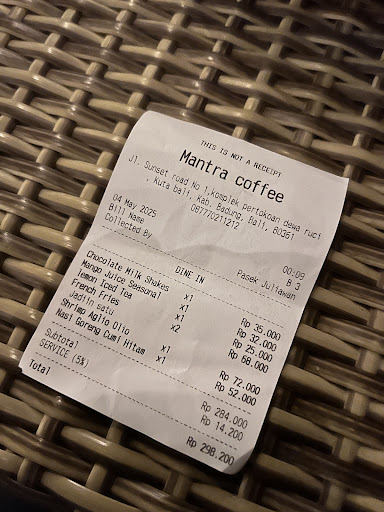 THIS IS NOT A RECEIPT
Mantra coffee
Jl. Sunset road No 1,komplek pertokoan dewa ruci
, Kuta bali, Kab. Badung, Bali, 80361
087770211212
04 May 2025 00:09
Bill Name B 3
Collected By Pasek Juliawan
DINE IN
Chocolate Milk Shakes x1 Rp 35.000
Mango Juice Seasonal x1 Rp 32.000
lemon Iced Tea x1 Rp 25.000
French Fries x2 Rp 68.000
Jadiin satu
Shrimp Aglio Olio x1 Rp 72.000
Nasi Goreng Cumi Hitam x1 Rp 52.000
Subtotal Rp 284.000
SERVICE (5%) Rp 14.200
Total Rp 298.200